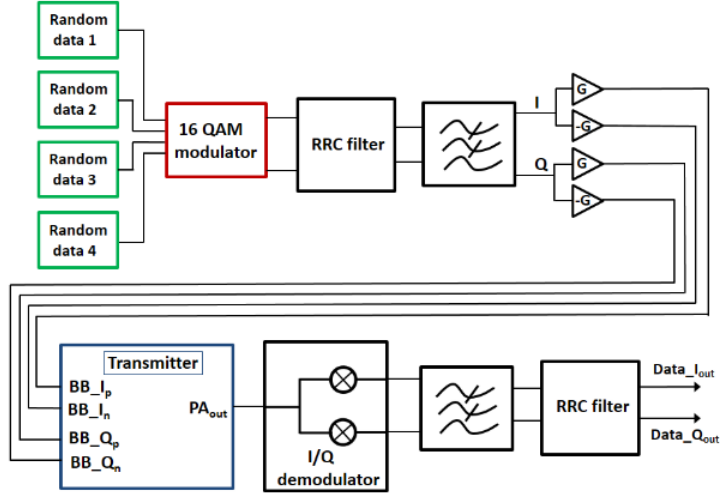 Random
data 1
Random
data 2
Random
data 3
Random
data 4
16 QAM
modulator
RRC filter
I
Q
G
-G
G
-G
Transmitter
BB_Iₚ
BB_Iₙ
BB_Qₚ
BB_Qₙ
PAₒᵤₜ
I/Q
demodulator
RRC filter
Data_Iₒᵤₜ
Data_Qₒᵤₜ